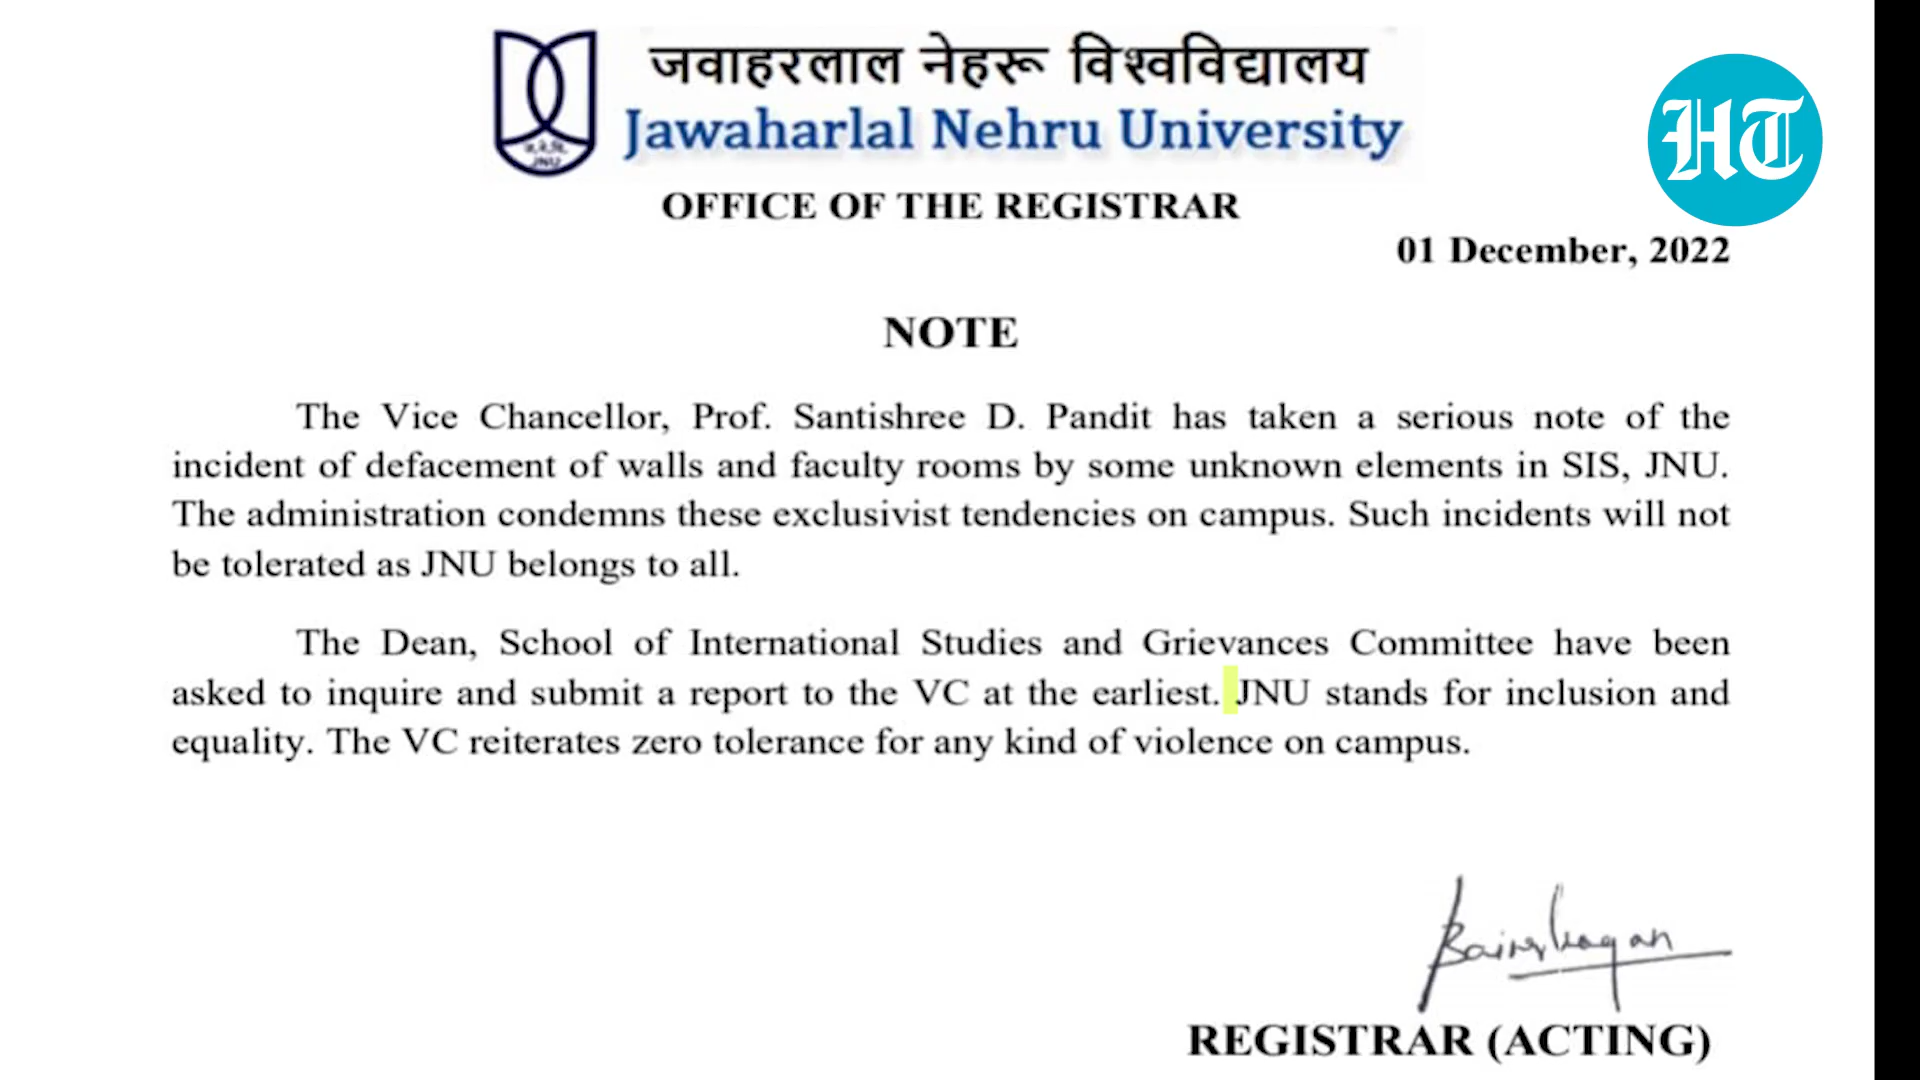 जवाहरलाल नेहरू विश्वविद्यालय
Jawaharlal Nehru University
HT
OFFICE OF THE REGISTRAR
01 December, 2022
NOTE
The Vice Chancellor, Prof. Santishree D. Pandit has taken a serious note of the
incident of defacement of walls and faculty rooms by some unknown elements in SIS, JNU.
The administration condemns these exclusivist tendencies on campus. Such incidents will not
be tolerated as JNU belongs to all.
The Dean, School of International Studies and Grievances Committee have been
asked to inquire and submit a report to the VC at the earliest. JNU stands for inclusion and
equality. The VC reiterates zero tolerance for any kind of violence on campus.
REGISTRAR (ACTING)